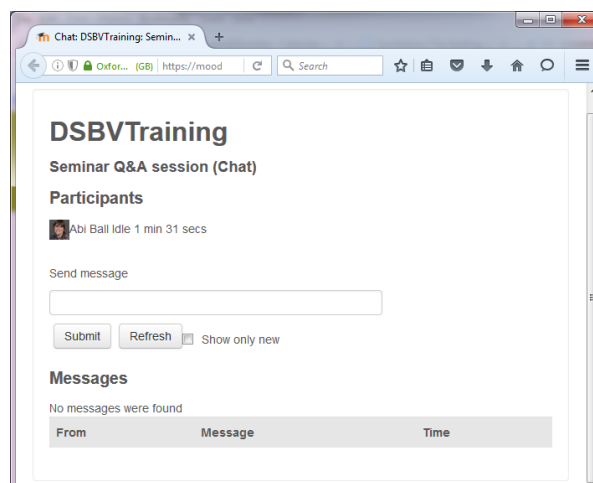 Chat: DSBVTraining: Semin...
Oxfor... (GB) https://mood Search
DSBVTraining
Seminar Q&A session (Chat)
Participants
Abi Ball Idle 1 min 31 secs
Send message
Submit Refresh Show only new
Messages
No messages were found
From Message Time